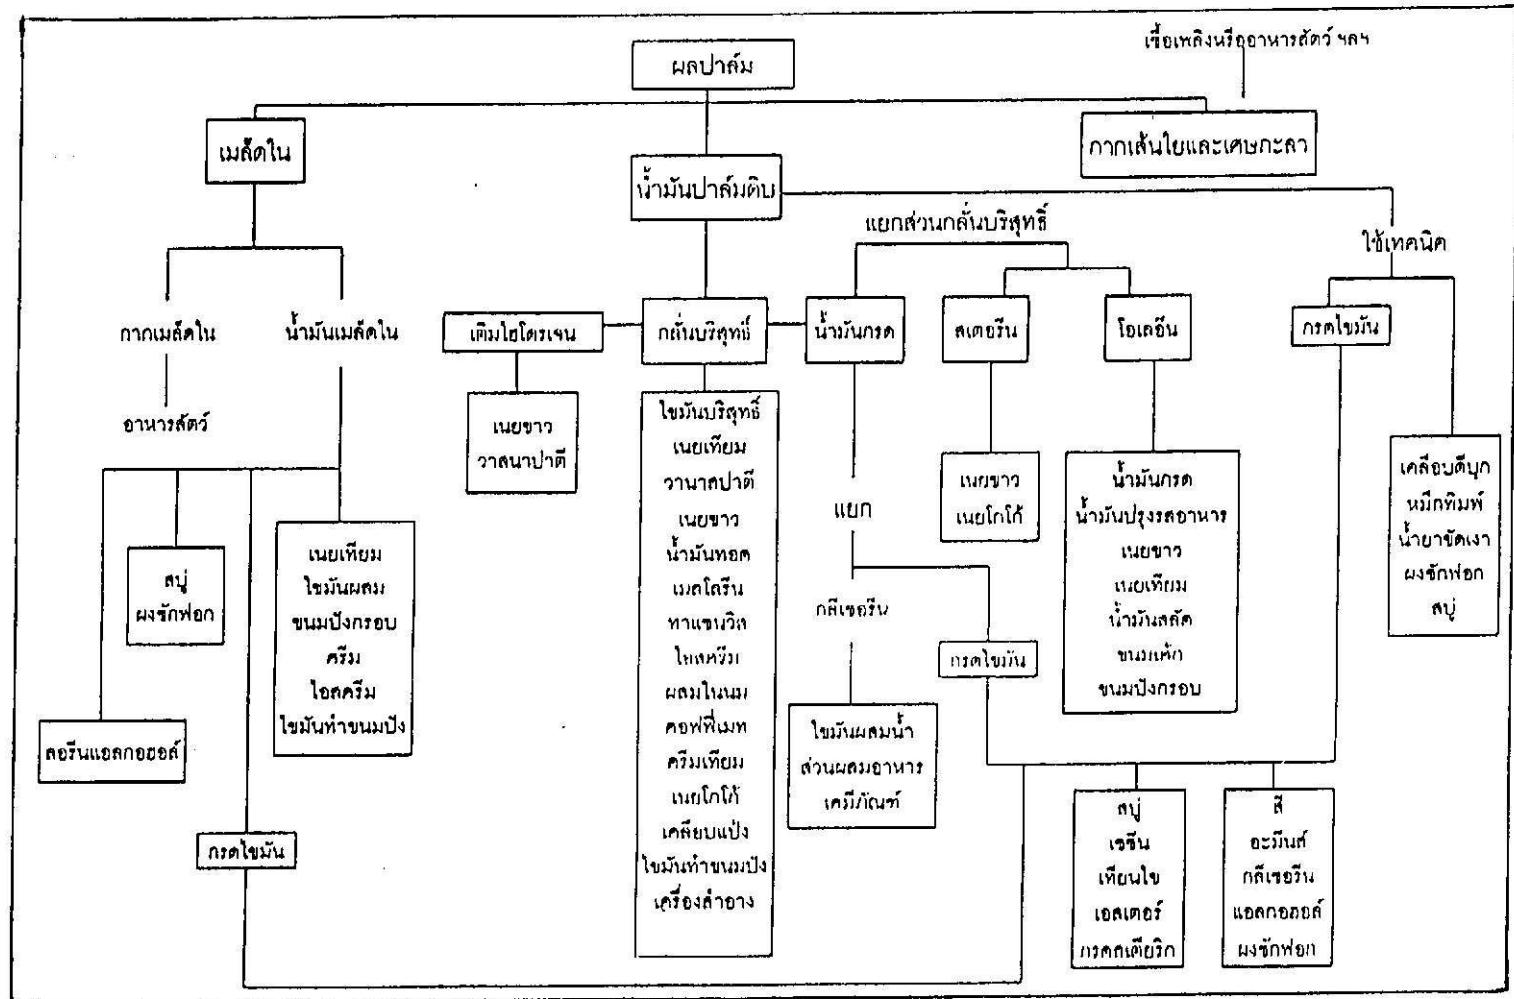 เชื้อเพลิงหรืออาหารสัตว์ ฯลฯ
ผลปาล์ม
เมล็ดใน
กากเส้นใยและเศษกะลา
น้ำมันปาล์มดิบ
แยกส่วนกลั่นบริสุทธิ์
ใช้เทคนิค
กากเมล็ดใน
น้ำมันเมล็ดใน
เติมไฮโดรเจน
กลั่นบริสุทธิ์
น้ำมันกรด
สเตอรีน
โอเลอีน
กรดไขมัน
อาหารสัตว์
เนยขาว
วาสนาปาตี
ไขมันบริสุทธิ์
เนยเทียม
วานาสปาตี
เนยขาว
น้ำมันทอด
เมลโลรีน
ทาแซนวิส
ไอสครีม
ผสมในนม
คอฟฟี่เมท
ครีมเทียม
เนยโกโก้
เคลียบแป้ง
ไขมันทำขนมปัง
เครื่องสำอาง
แยก
เนยขาว
เนยโกโก้
น้ำมันกรด
น้ำมันปรุงรสอาหาร
เนยขาว
เนยเทียม
น้ำมันสลัด
ขนมเค้ก
ขนมปังกรอบ
เคลือบดีบุก
หมึกพิมพ์
น้ำยาขัดเงา
ผงซักฟอก
สบู่
สบู่
ผงซักฟอก
เนยเทียม
ไขมันผสม
ขนมปังกรอบ
ครีม
ไอสครีม
ไขมันทำขนมปัง
กลีเซอรีน
กรดไขมัน
ลอรีนแอลกอฮอล์
ไขมันผสมน้ำ
ส่วนผสมอาหาร
เคมีภัณฑ์
กรดไขมัน
สบู่
เรซีน
เทียนไข
เอสเตอร์
กรดสเตียริก
สี
อะมีนส์
กลีเซอรีน
แอลกอฮอล์
ผงซักฟอก